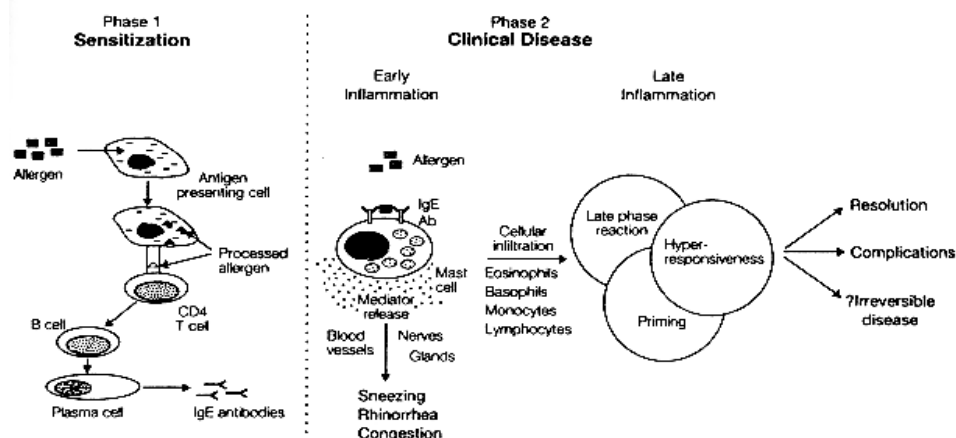 Phase 1
Sensitization
Allergen
Antigen
presenting cell
Processed
allergen
CD4
T cell
B cell
Plasma cell
IgE antibodies
Phase 2
Clinical Disease
Early
Inflammation
Allergen
IgE
Ab
Mast
cell
Mediator
release
Blood
vessels
Nerves
Glands
Sneezing
Rhinorrhea
Congestion
Cellular
infiltration
Eosinophils
Basophils
Monocytes
Lymphocytes
Late
Inflammation
Late phase
reaction
Hyper-
responsiveness
Priming
Resolution
Complications
?Irreversible
disease